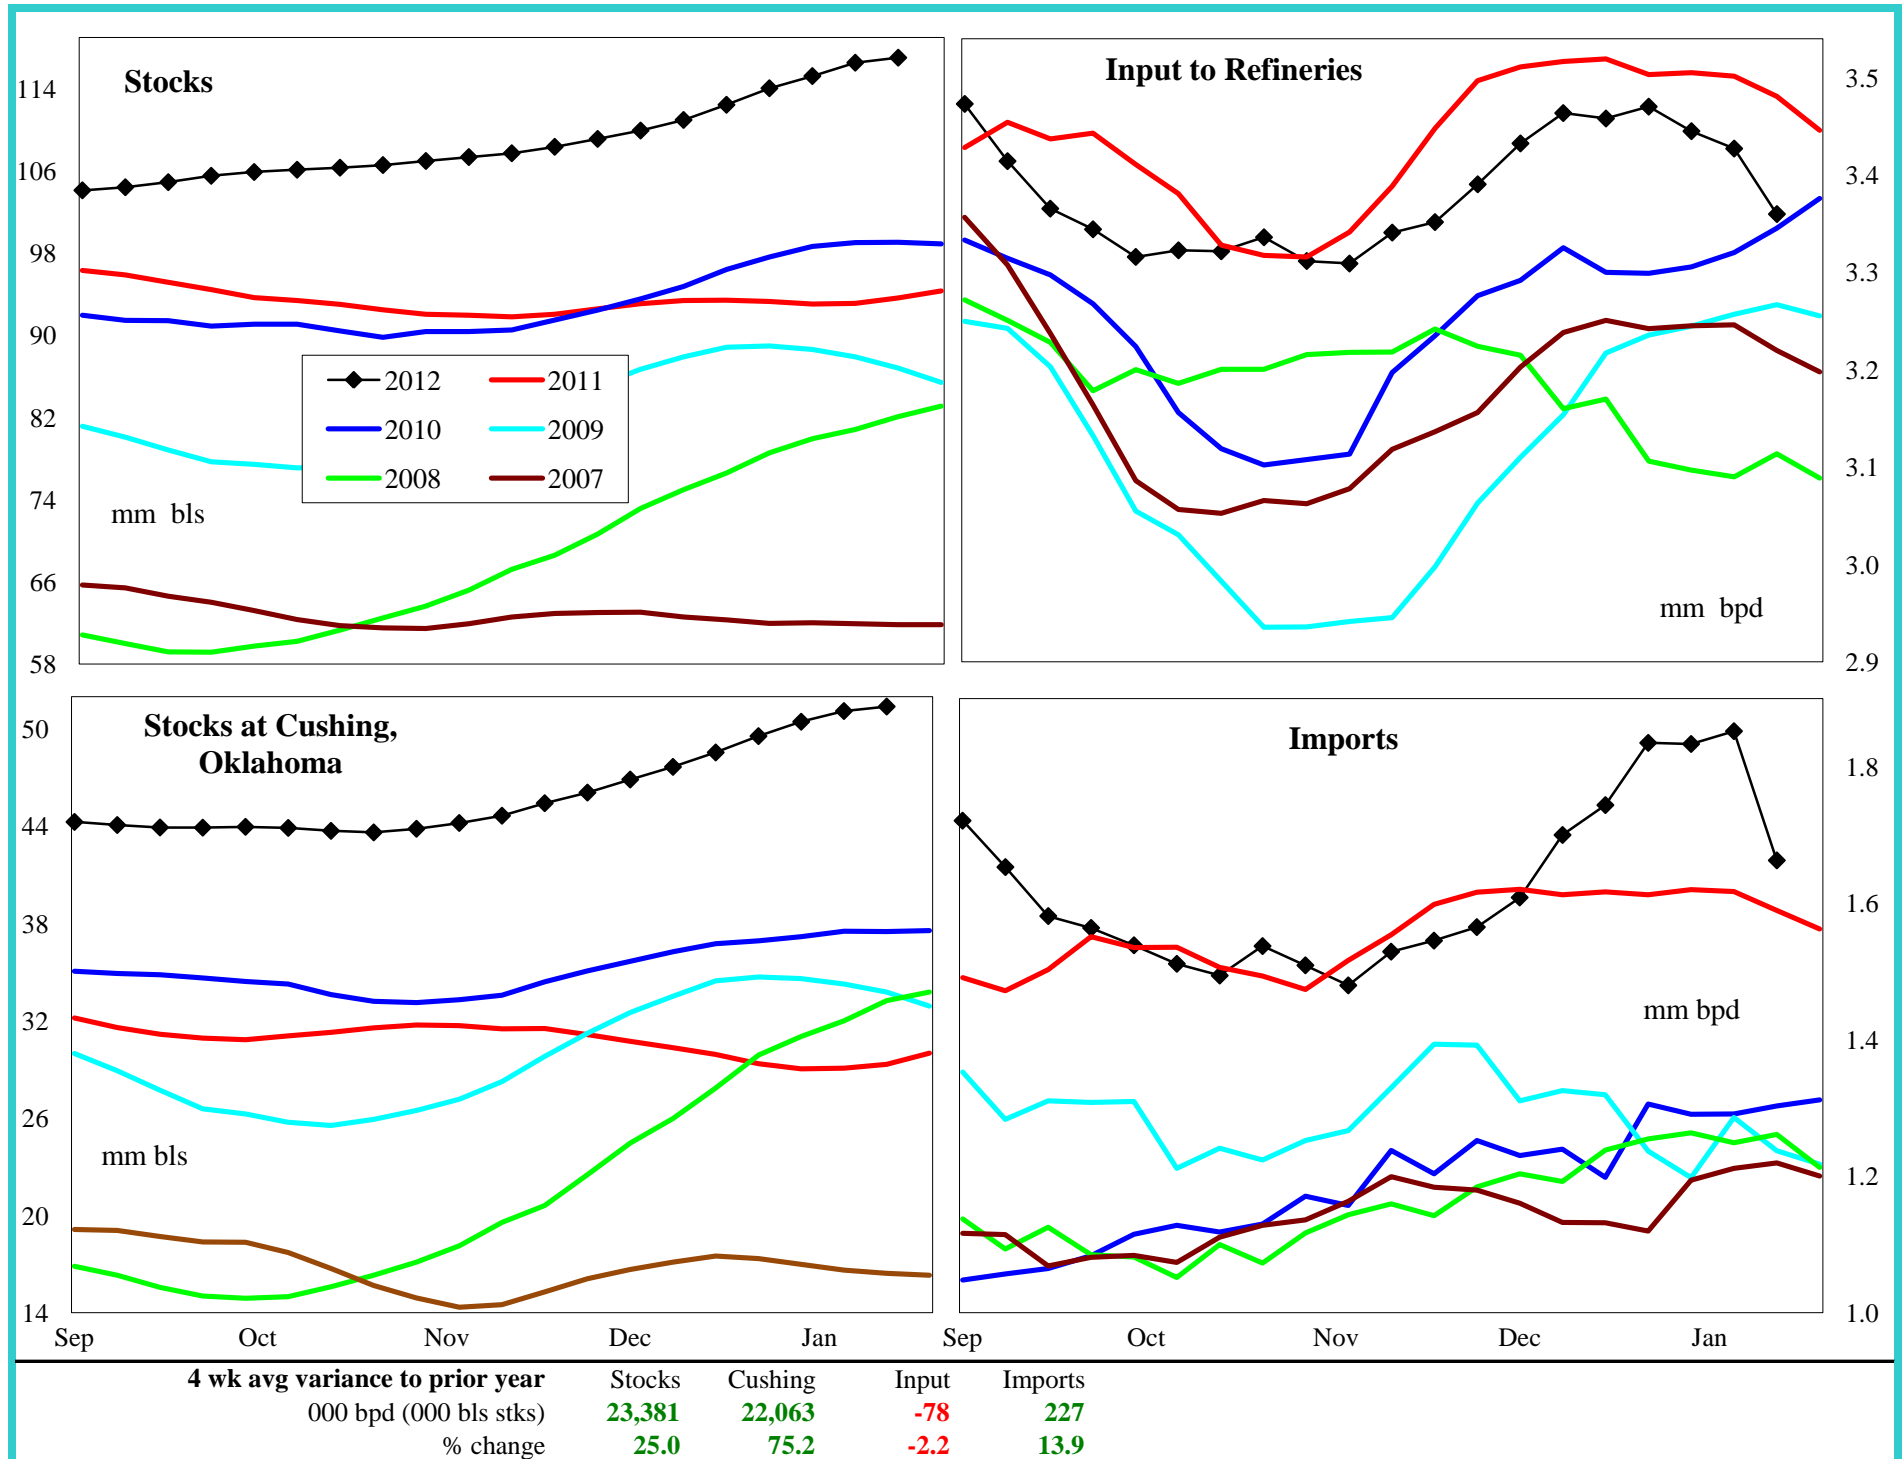 Stocks
114
106
98
90
82
74
66
58
mm bls
2012 2011
2010 2009
2008 2007
Input to Refineries
3.5
3.4
3.3
3.2
3.1
3.0
2.9
mm bpd
Stocks at Cushing,
Oklahoma
50
44
38
32
26
20
14
mm bls
Sep Oct Nov Dec Jan
Imports
1.8
1.6
1.4
1.2
1.0
mm bpd
Sep Oct Nov Dec Jan
4 wk avg variance to prior year Stocks Cushing Input Imports
000 bpd (000 bls stks) 23,381 22,063 -78 227
% change 25.0 75.2 -2.2 13.9